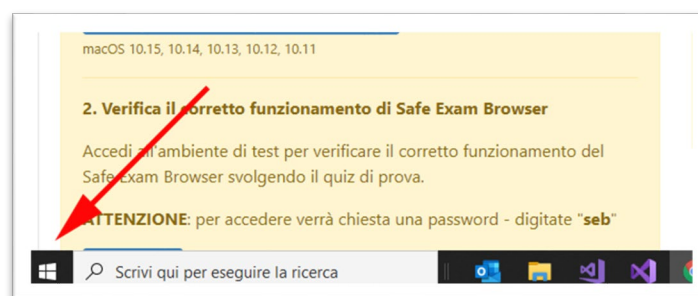 macOS 10.15, 10.14, 10.13, 10.12, 10.11
2. Verifica il corretto funzionamento di Safe Exam Browser
Accedi all'ambiente di test per verificare il corretto funzionamento del
Safe Exam Browser svolgendo il quiz di prova.
ATTENZIONE: per accedere verrà chiesta una password - digitate "seb"
Scrivi qui per eseguire la ricerca